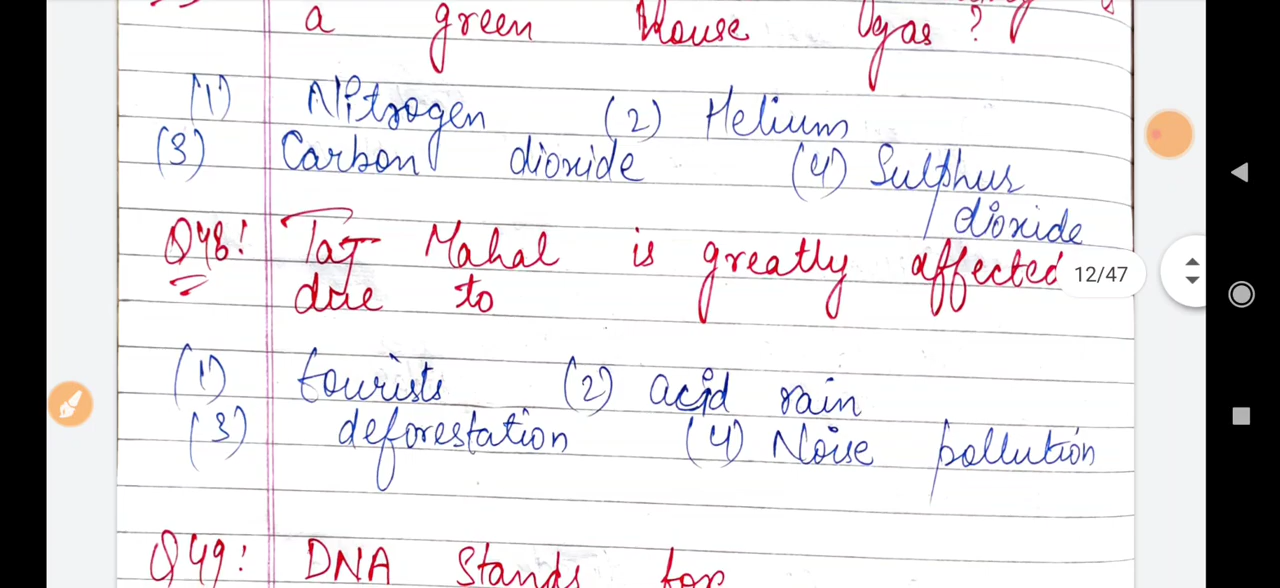 a green House gas ?
(1) Nitrogen (2) Helium
(3) Carbon dioxide (4) Sulphur
dioxide
Q48: Taj Mahal is greatly affected
due to
12/47
(1) tourists (2) acid rain
(3) deforestation (4) Noise pollution
Q49: DNA stands for